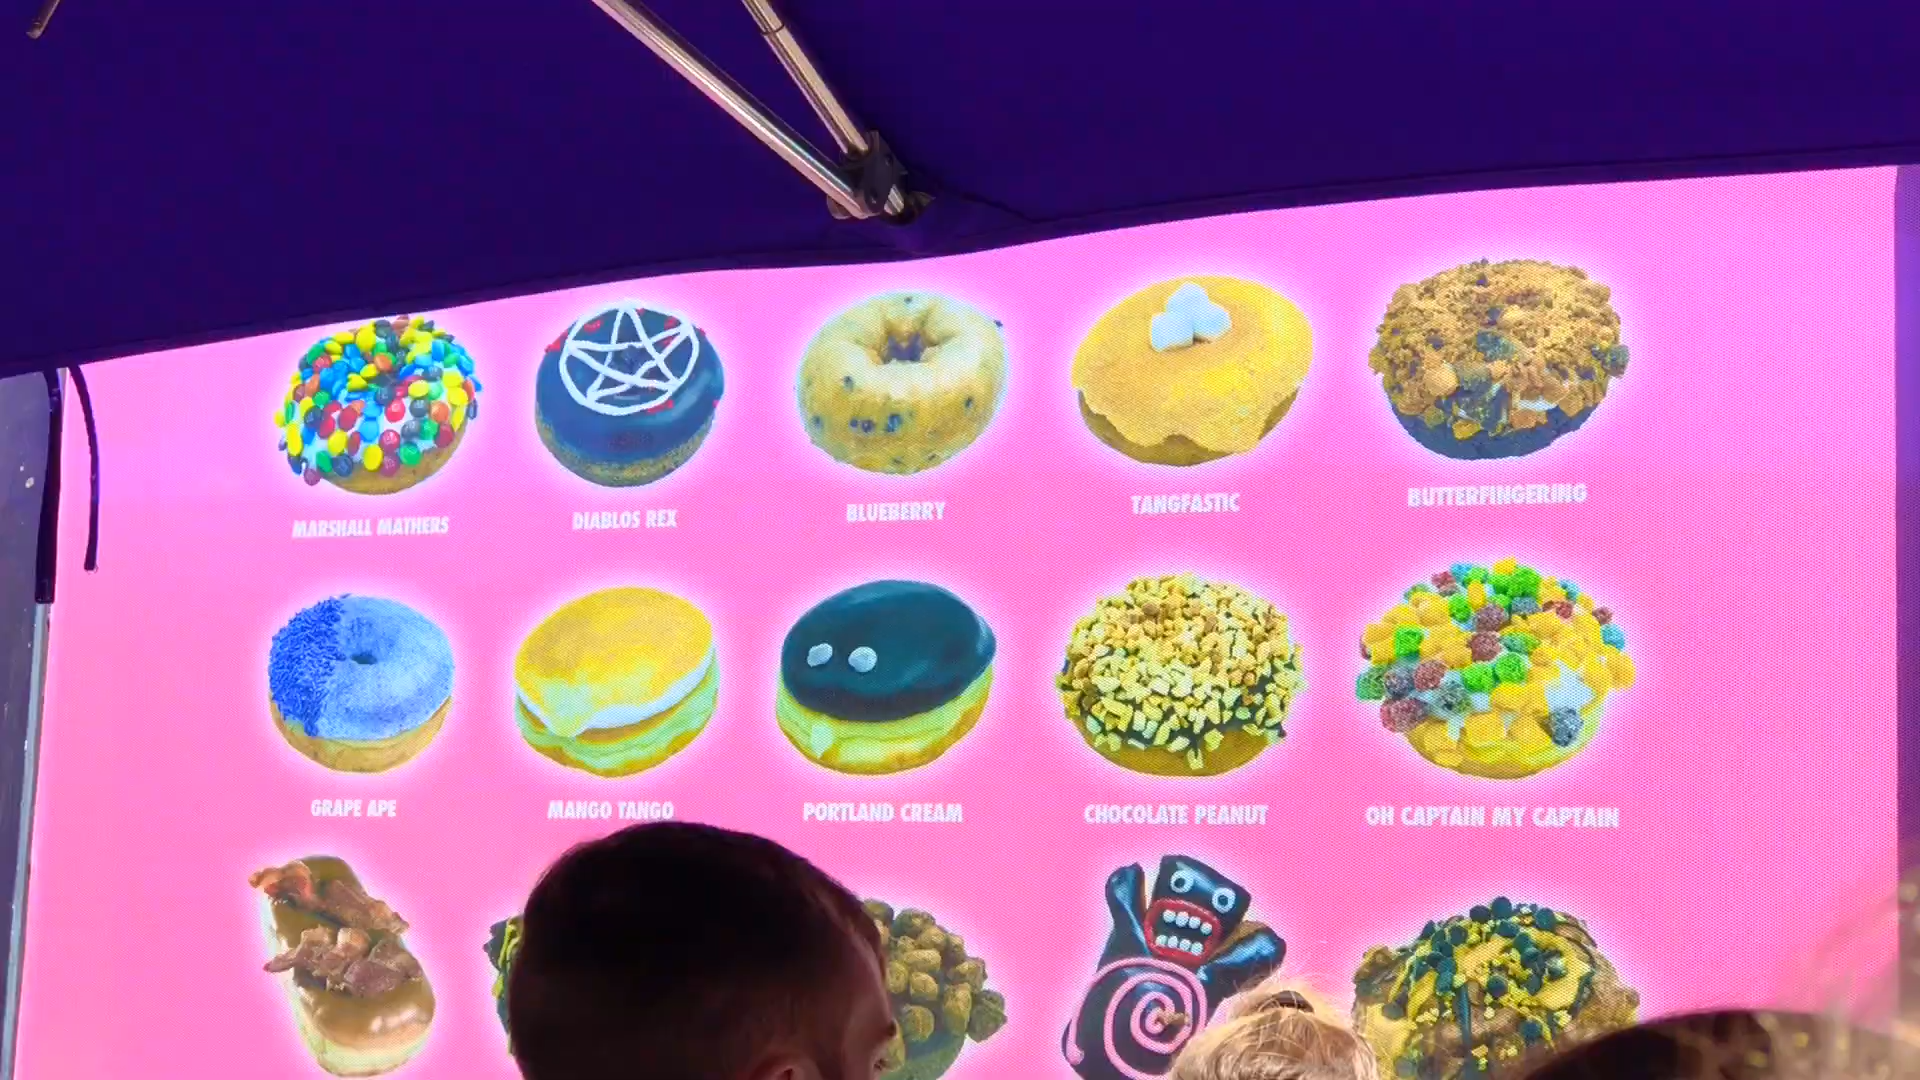 MARSHALL MATHERS
DIABLOS REX
BLUEBERRY
TANGFASTIC
BUTTERFINGERING
GRAPE APE
MANGO TANGO
PORTLAND CREAM
CHOCOLATE PEANUT
OH CAPTAIN MY CAPTAIN